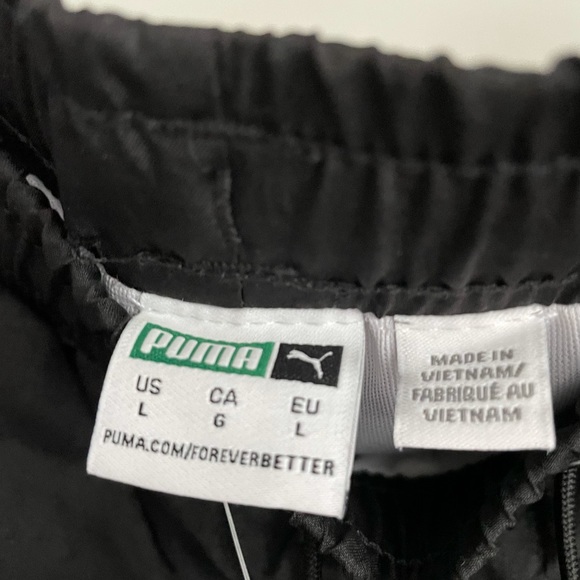 PUMA
US CA EU
L G L
PUMA.COM/FOREVERBETTER
MADE IN
VIETNAM/
FABRIQUÉ AU
VIETNAM